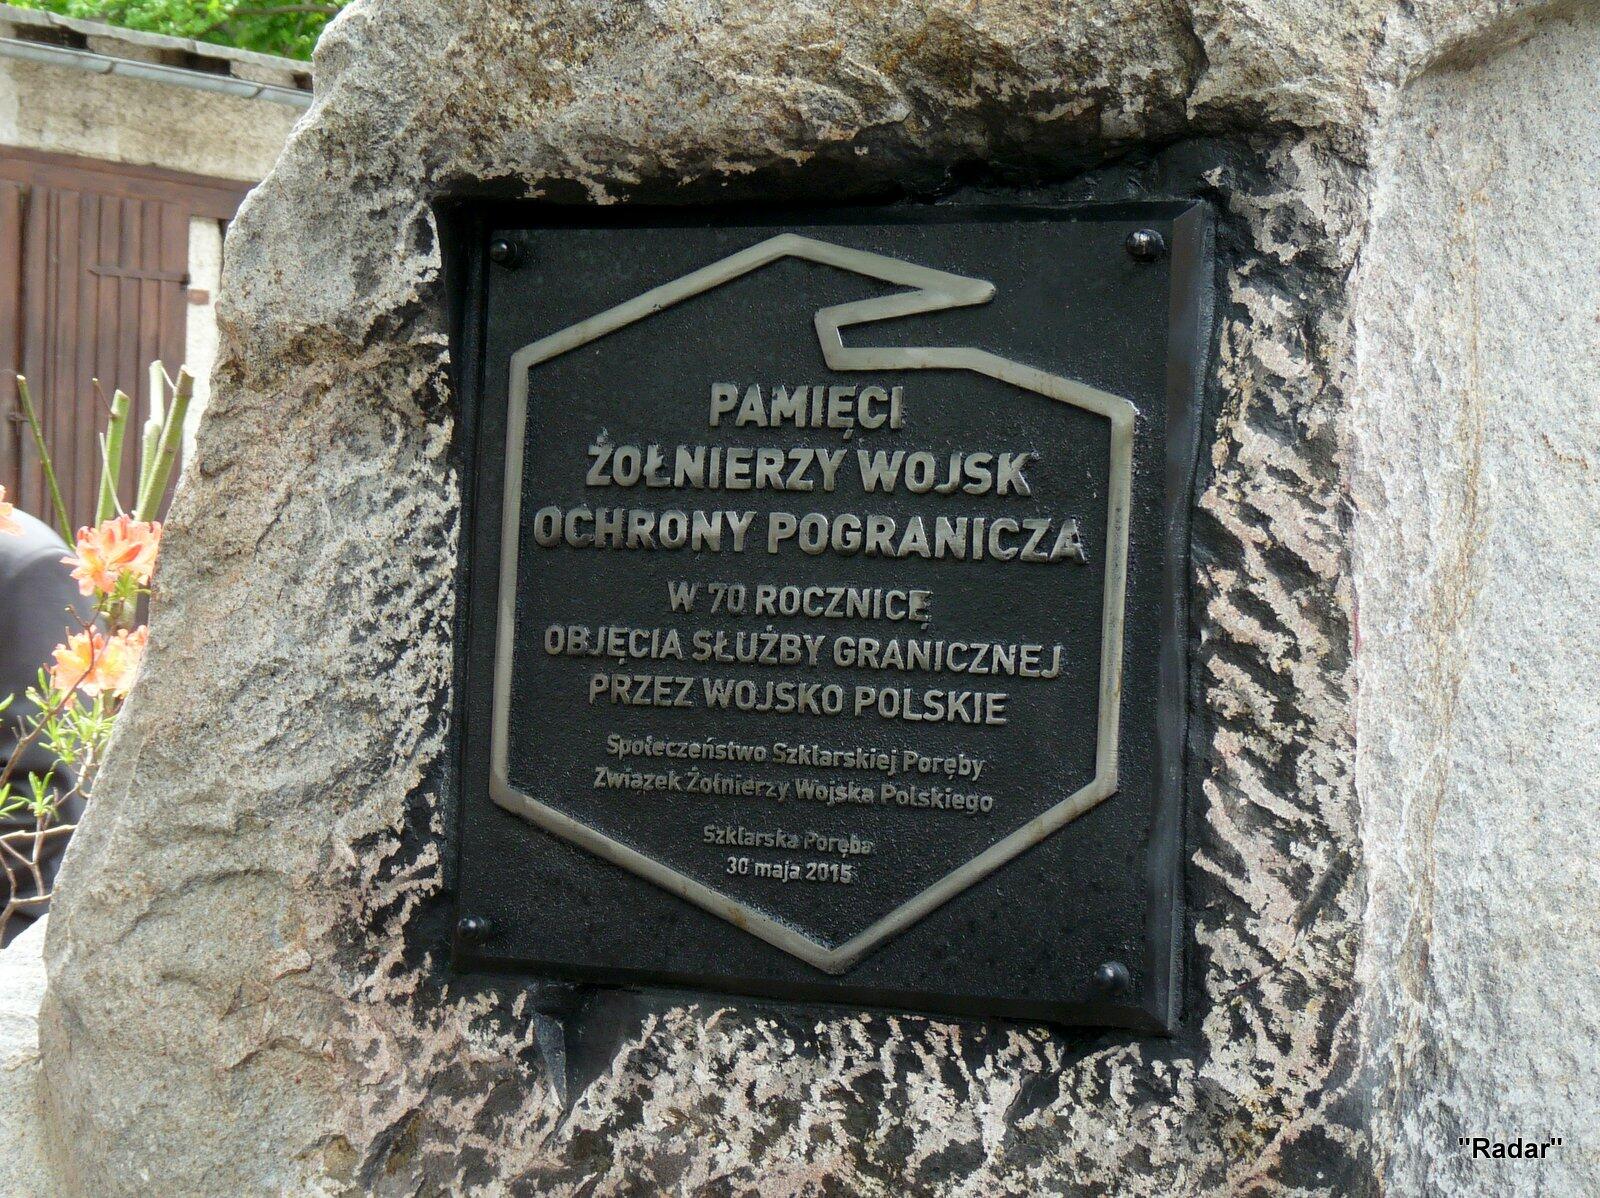 PAMIĘCI
ŻOŁNIERZY WOJSK
OCHRONY POGRANICZA
W 70 ROCZNICĘ
OBJĘCIA SŁUŻBY GRANICZNEJ
PRZEZ WOJSKO POLSKIE
Społeczeństwo Szklarskiej Poręby
Związek Żołnierzy Wojska Polskiego
Szklarska Poręba
30 maja 2015
"Radar"